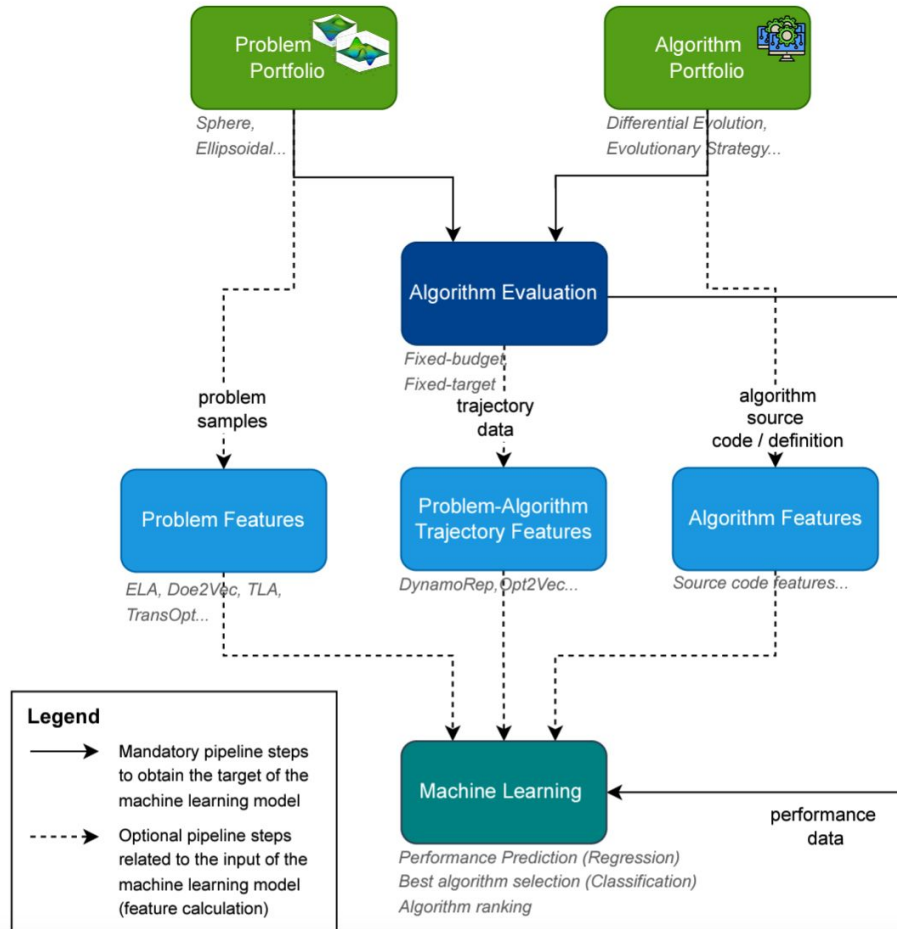 Problem
Portfolio
Algorithm
Portfolio
Sphere,
Ellipsoidal...
Differential Evolution,
Evolutionary Strategy...
Algorithm Evaluation
Fixed-budget,
Fixed-target
problem
samples
trajectory
data
algorithm
source
code / definition
Problem Features
Problem-Algorithm
Trajectory Features
Algorithm Features
ELA, Doe2Vec, TLA,
TransOpt...
DynamoRep,Opt2Vec...
Source code features...
Legend
Mandatory pipeline steps
to obtain the target of the
machine learning model
Optional pipeline steps
related to the input of the
machine learning model
(feature calculation)
Machine Learning
performance
data
Performance Prediction (Regression)
Best algorithm selection (Classification)
Algorithm ranking